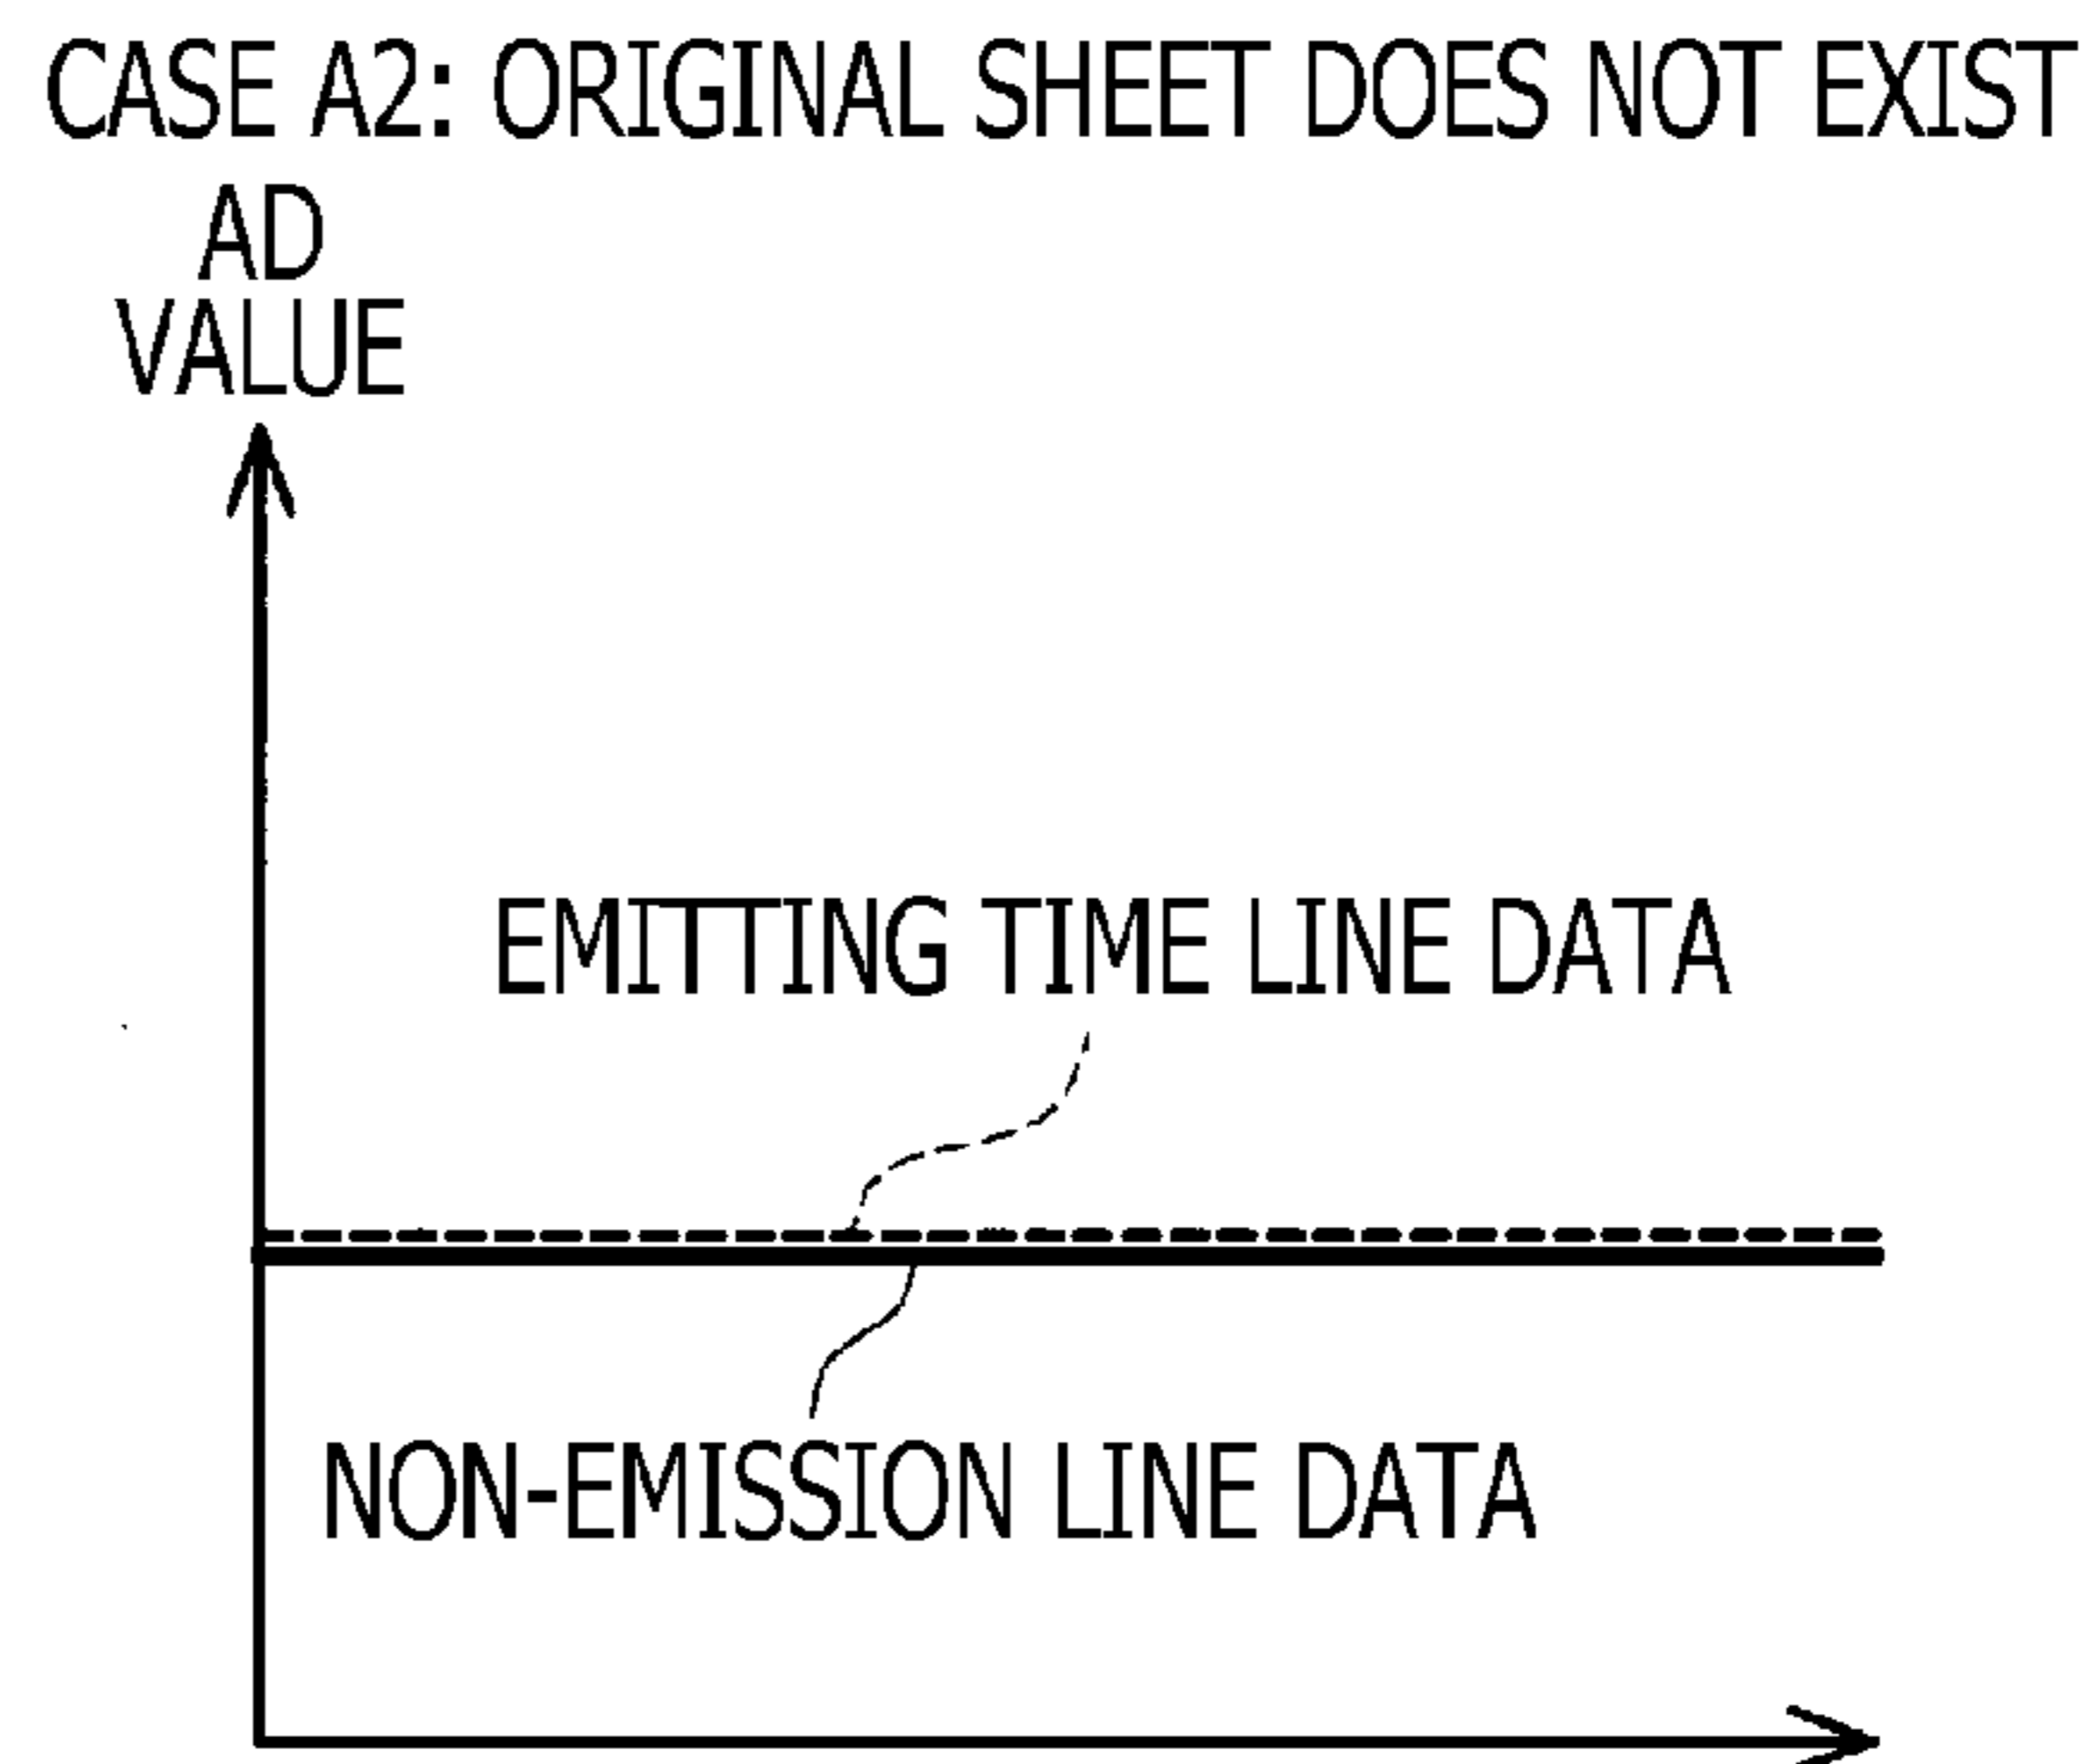 CASE A2: ORIGINAL SHEET DOES NOT EXIST
AD
VALUE
EMITTING TIME LINE DATA
NON-EMISSION LINE DATA